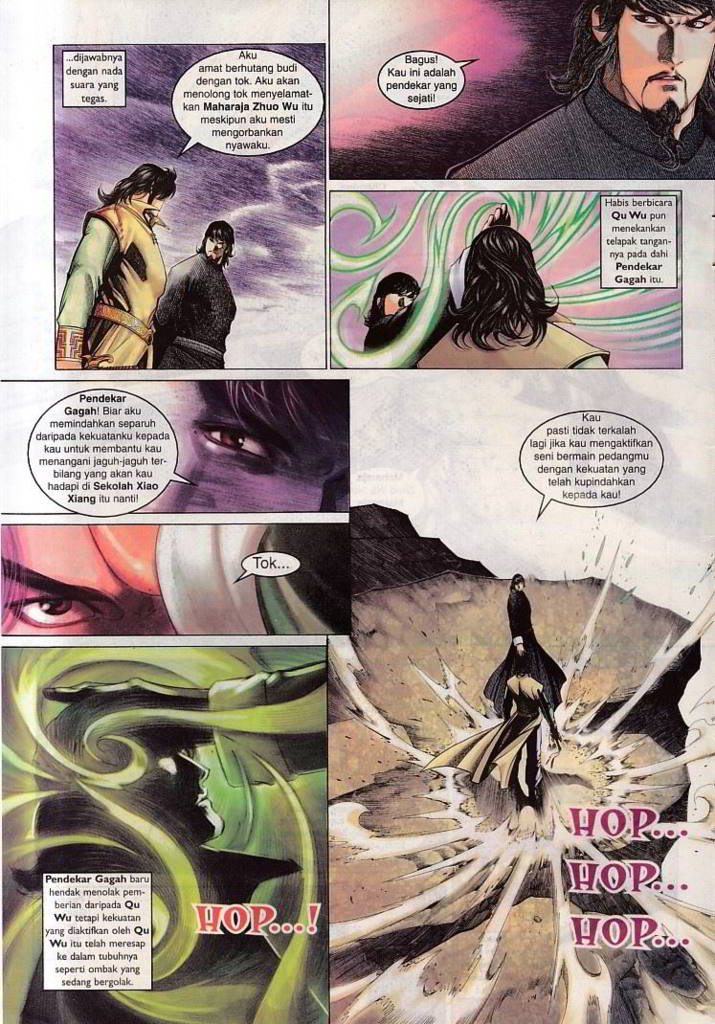 ...dijawabnya
dengan nada
suara yang
tegas.
Aku
amat berhutang budi
dengan tok. Aku akan
menolong tok menyelamat-
kan Maharaja Zhuo Wu itu
meskipun aku mesti
mengorbankan
nyawaku.
Bagus!
Kau ini adalah
pendekar yang
sejati!
Habis berbicara
Qu Wu pun
menekankan
telapak tangan-
nya pada dahi
Pendekar
Gagah itu.
Pendekar
Gagah! Biar aku
memindahkan separuh
daripada kekuatanku kepada
kau untuk membantu kau
menangani jaguh-jaguh ter-
bilang yang akan kau
hadapi di Sekolah Xiao
Xiang itu nanti!
Tok...
Kau
pasti tidak terkalah
lagi jika kau mengaktifkan
seni bermain pedangmu
dengan kekuatan yang
telah kupindahkan
kepada kau!
Pendekar Gagah baru
hendak menolak pem-
berian daripada Qu
Wu tetapi kekuatan
yang diaktifkan oleh Qu
Wu itu telah meresap
ke dalam tubuhnya
seperti ombak yang
sedang bergolak.
HOP...!
HOP...
HOP...
HOP...